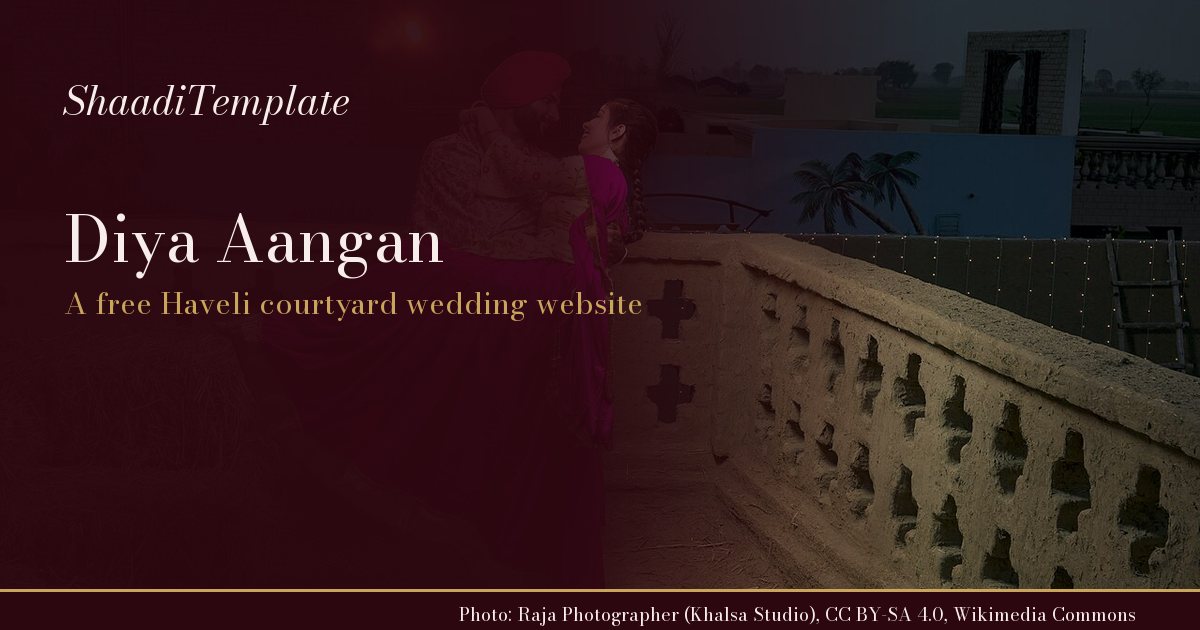 ShaadiTemplate
Diya Aangan
A free Haveli courtyard wedding website
Photo: Raja Photographer (Khalsa Studio), CC BY-SA 4.0, Wikimedia Commons